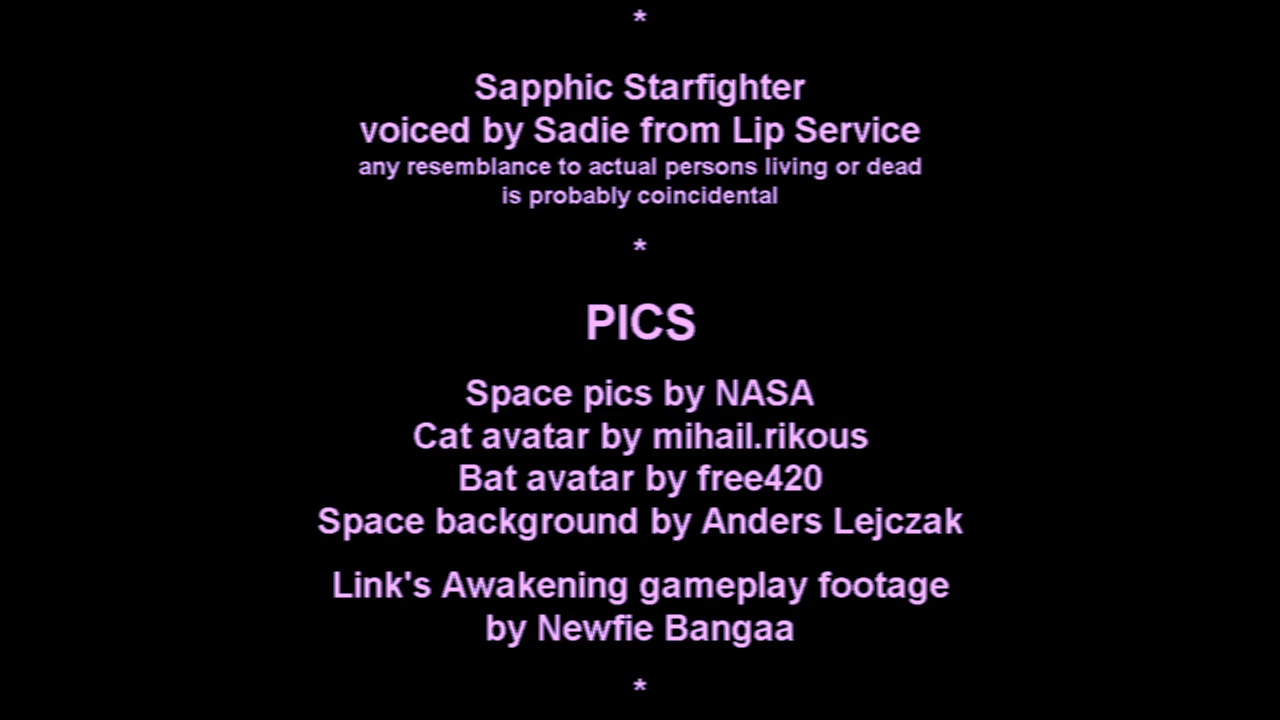 *
Sapphic Starfighter
voiced by Sadie from Lip Service
any resemblance to actual persons living or dead
is probably coincidental
*
PICS
Space pics by NASA
Cat avatar by mihail.rikous
Bat avatar by free420
Space background by Anders Lejczak
Link's Awakening gameplay footage
by Newfie Bangaa
*